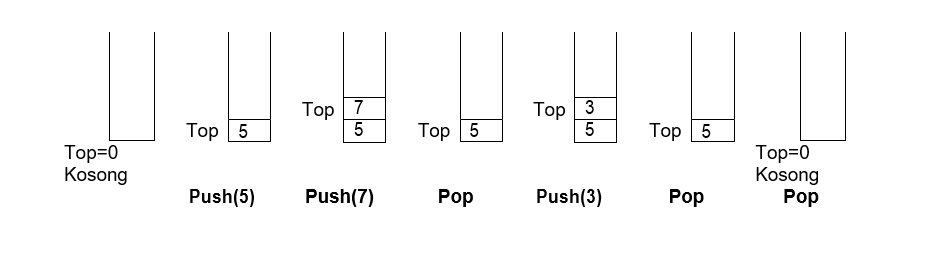 Top=0
Kosong
Top 5
Push(5)
Top 7
5
Push(7)
Top 5
Pop
Top 3
5
Push(3)
Top 5
Pop
Top=0
Kosong
Pop